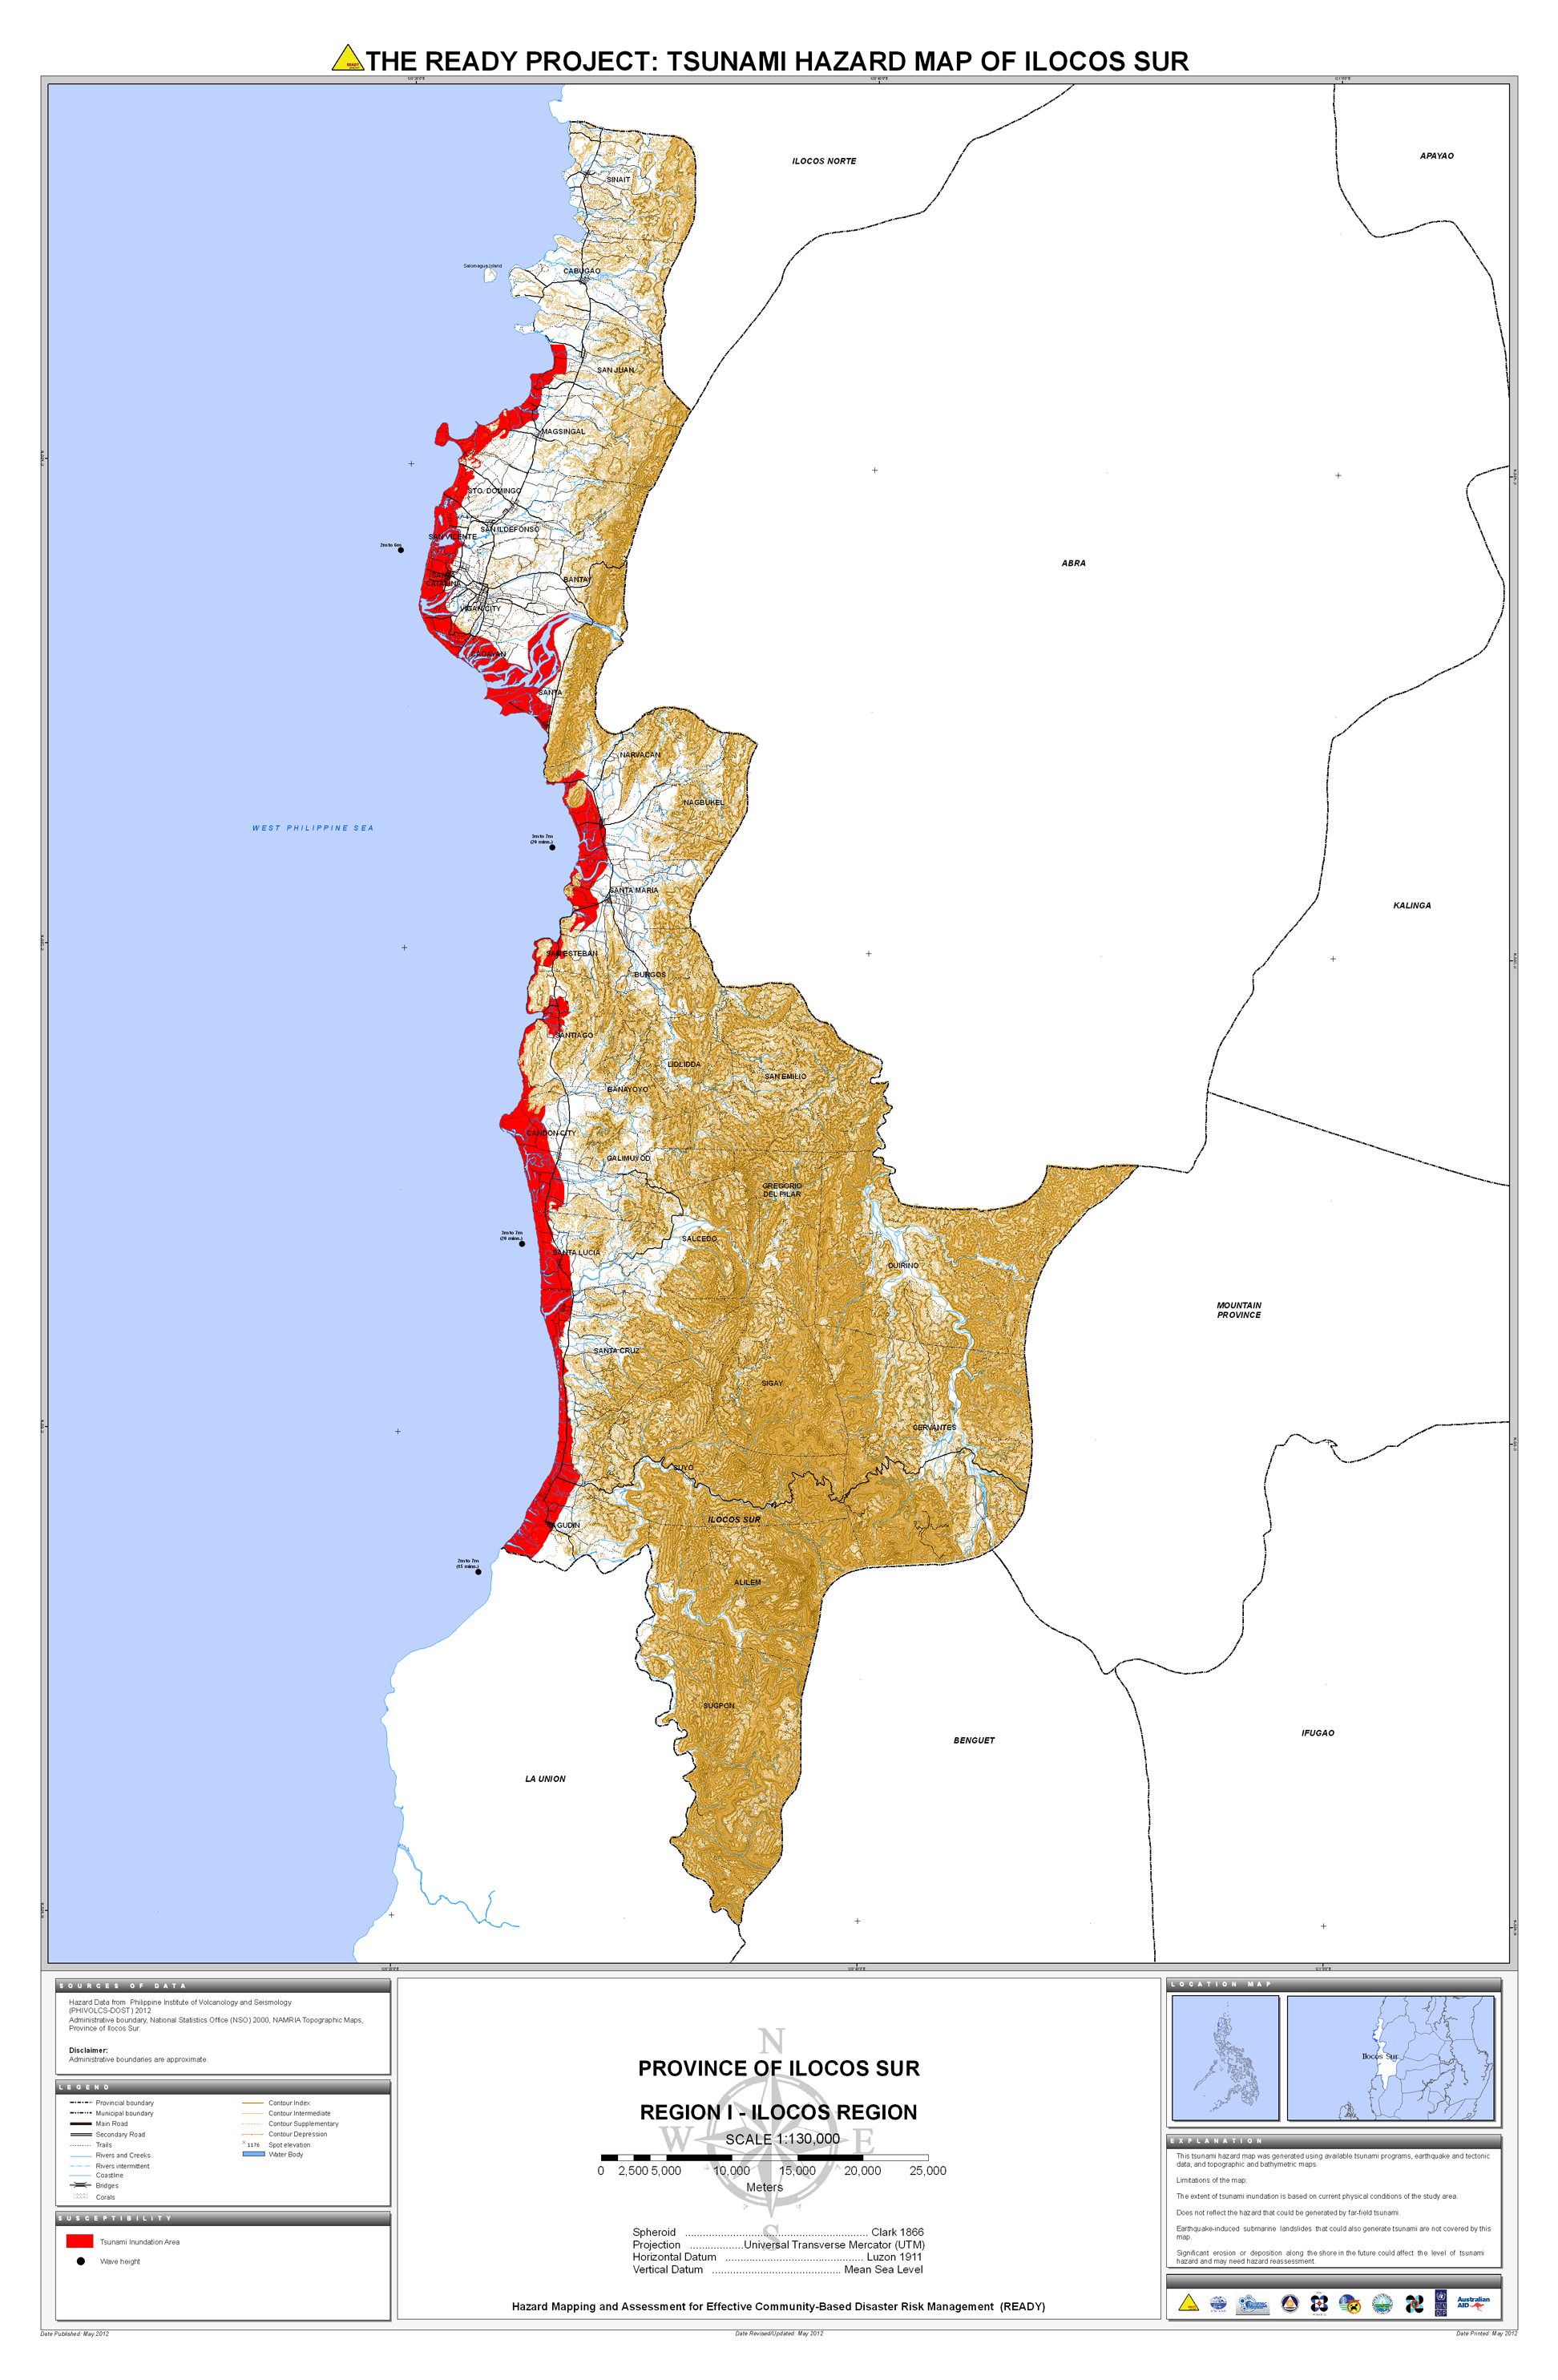 THE READY PROJECT: TSUNAMI HAZARD MAP OF ILOCOS SUR
ILOCOS NORTE
APAYAO
SINAIT
Salomague Island
CABUGAO
SAN JUAN
MAGSINGAL
STO. DOMINGO
SAN ILDEFONSO
SAN VICENTE
2m to 6m
ABRA
BANTAY
VIGAN CITY
CAOAYAN
SANTA
NARVACAN
NAGBUKEL
WEST PHILIPPINE SEA
3m to 7m
SANTA MARIA
KALINGA
SAN ESTEBAN
BURGOS
SANTIAGO
LIDLIDDA
SAN EMILIO
BANAYOYO
CANDON CITY
GALIMUYOD
GREGORIO
DEL PILAR
SALCEDO
SANTA LUCIA
QUIRINO
MOUNTAIN
PROVINCE
SANTA CRUZ
SIGAY
CERVANTES
SUYO
ILOCOS SUR
TAGUDIN
ALILEM
SUGPON
IFUGAO
BENGUET
LA UNION
SOURCES OF DATA
Hazard Data from Philippine Institute of Volcanology and Seismology
(PHIVOLCS-DOST) 2012
Administrative boundary, National Statistics Office (NSO) 2000, NAMRIA Topographic Maps,
Province of Ilocos Sur.
Disclaimer:
Administrative boundaries are approximate.
LEGEND
Provincial boundary
Municipal boundary
Main Road
Secondary Road
Trails
Rivers and Creeks
Rivers intermittent
Coastline
Bridges
Corals
Contour Index
Contour Intermediate
Contour Supplementary
Contour Depression
1176 Spot elevation
Water Body
SUSCEPTIBILITY
Tsunami Inundation Area
Wave height
N
PROVINCE OF ILOCOS SUR
REGION I - ILOCOS REGION
W E
SCALE 1:130,000
0 2,500 5,000 10,000 15,000 20,000 25,000
Meters
S
Spheroid ........ Clark 1866
Projection ........ Universal Transverse Mercator (UTM)
Horizontal Datum ........ Luzon 1911
Vertical Datum ........ Mean Sea Level
Hazard Mapping and Assessment for Effective Community-Based Disaster Risk Management (READY)
LOCATION MAP
Ilocos Sur
EXPLANATION
This tsunami hazard map was generated using available tsunami programs, earthquake and tectonic
data, and topographic and bathymetric maps.
Limitations of the map:
The extent of tsunami inundation is based on current physical conditions of the study area.
Does not reflect the hazard that could be generated by far-field tsunami.
Earthquake-induced submarine landslides that could also generate tsunami are not covered by this
map.
Significant erosion or deposition along the shore in the future could affect the level of tsunami
hazard and may need hazard reassessment.
Australian
AID
Date Published: May 2012
Date Revised/Updated: May 2012
Date Printed: May 2012